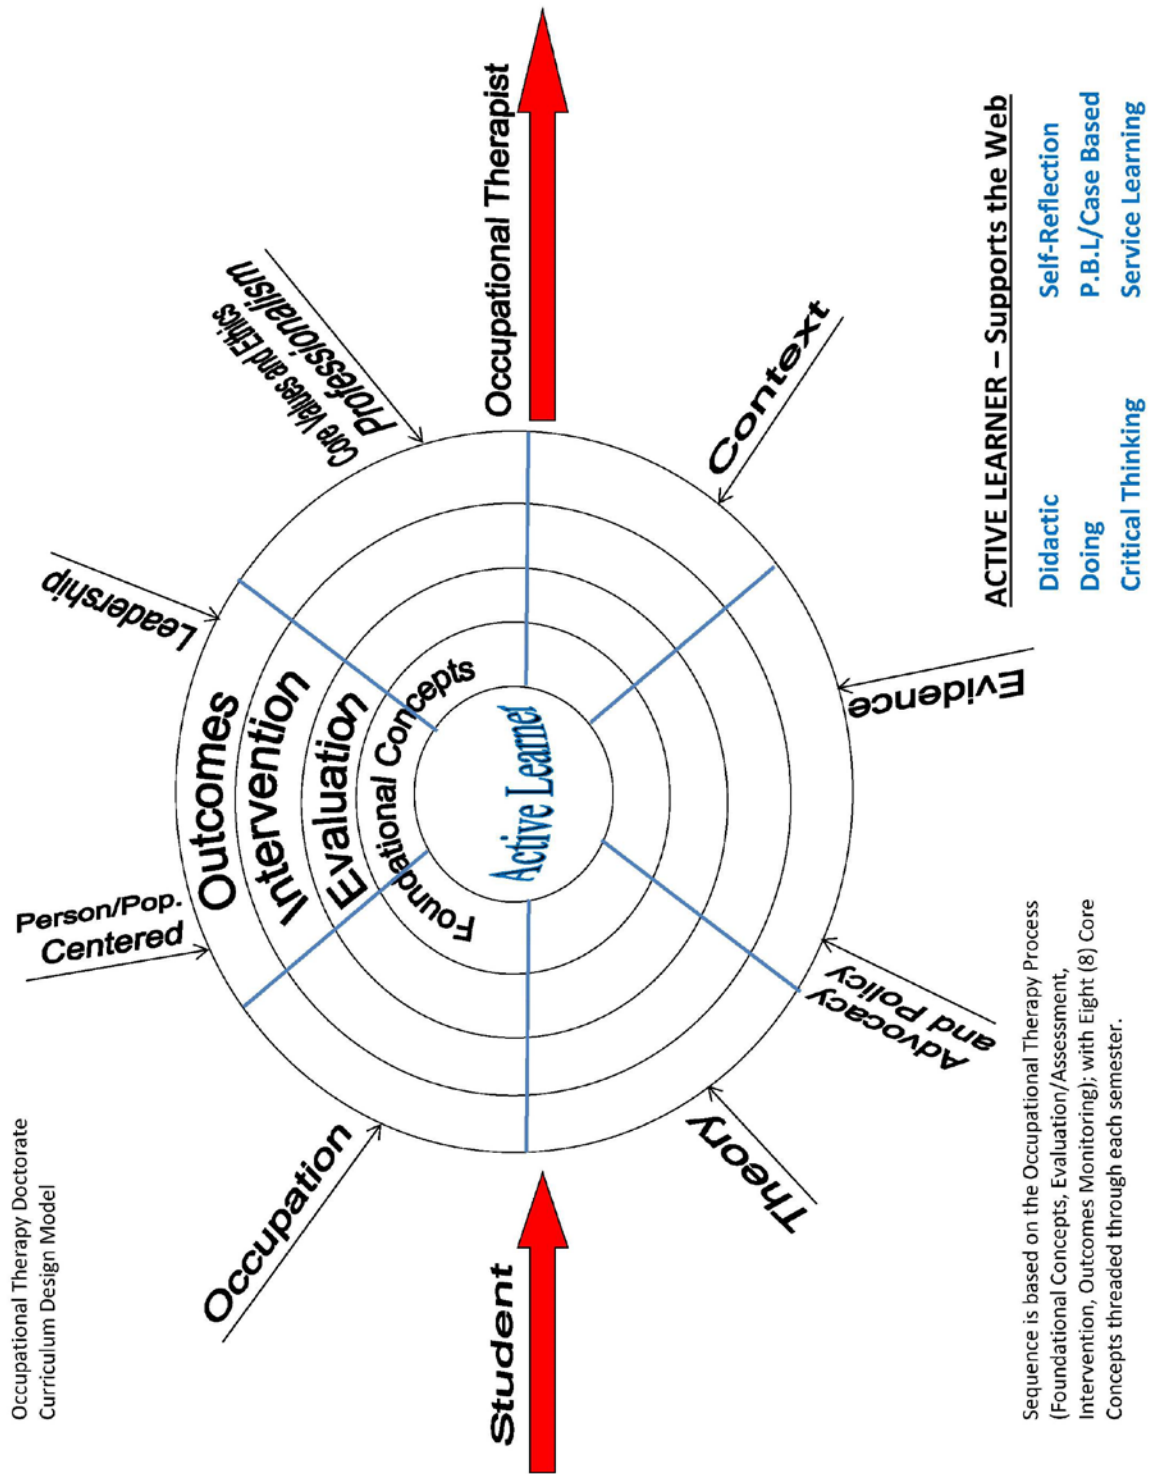 Occupational Therapy Doctorate
Curriculum Design Model
Person/Pop.
Centered
Leadership
Core Values and Ethics
Professionalism
Occupation
Outcomes
Intervention
Evaluation
Foundational Concepts
Active Learner
Student
Occupational Therapist
Theory
Advocacy
and Policy
Evidence
Context
Sequence is based on the Occupational Therapy Process
(Foundational Concepts, Evaluation/Assessment,
Intervention, Outcomes Monitoring); with Eight (8) Core
Concepts threaded through each semester.
ACTIVE LEARNER – Supports the Web
Didactic Self-Reflection
Doing P.B.L/Case Based
Critical Thinking Service Learning